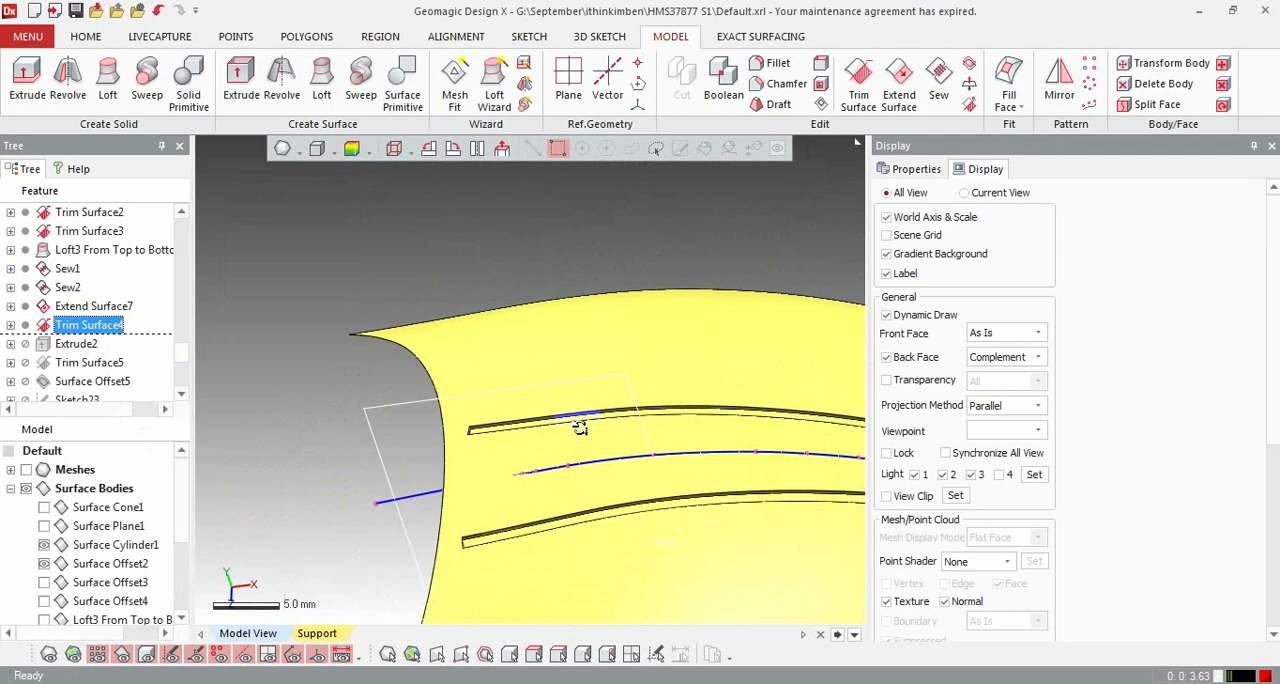 Geomagic Design X - G:\September\ithinkimben\HMS37877 S1\Default.xrl - Your maintenance agreement has expired.
MENU HOME LIVECAPTURE POINTS POLYGONS REGION ALIGNMENT SKETCH 3D SKETCH MODEL EXACT SURFACING
Extrude Revolve Loft Sweep Solid Primitive
Create Solid
Extrude Revolve Loft Sweep Surface Primitive
Create Surface
Mesh Fit Loft Wizard
Wizard
Plane Vector
Ref.Geometry
Cut Boolean Fillet Chamfer Draft Trim Surface Extend Surface Sew
Edit
Fill Face
Fit
Mirror
Pattern
Transform Body Delete Body Split Face
Body/Face
Tree
Tree Help
Feature
Trim Surface2
Trim Surface3
Loft3 From Top to Botto
Sew1
Sew2
Extend Surface7
Trim Surface4
Extrude2
Trim Surface5
Surface Offset5
Sketch23
Model
Default
Meshes
Surface Bodies
Surface Cone1
Surface Plane1
Surface Cylinder1
Surface Offset2
Surface Offset3
Surface Offset4
Loft3 From Top to B
Y
X
5.0 mm
Model View Support
Display
Properties Display
All View Current View
World Axis & Scale
Scene Grid
Gradient Background
Label
General
Dynamic Draw
Front Face As Is
Back Face Complement
Transparency All
Projection Method Parallel
Viewpoint
Lock Synchronize All View
Light 1 2 3 4 Set
View Clip Set
Mesh/Point Cloud
Mesh Display Mode Flat Face
Point Shader None Set
Vertex Edge Face
Texture Normal
Boundary As Is
Ready
0: 0: 3.63